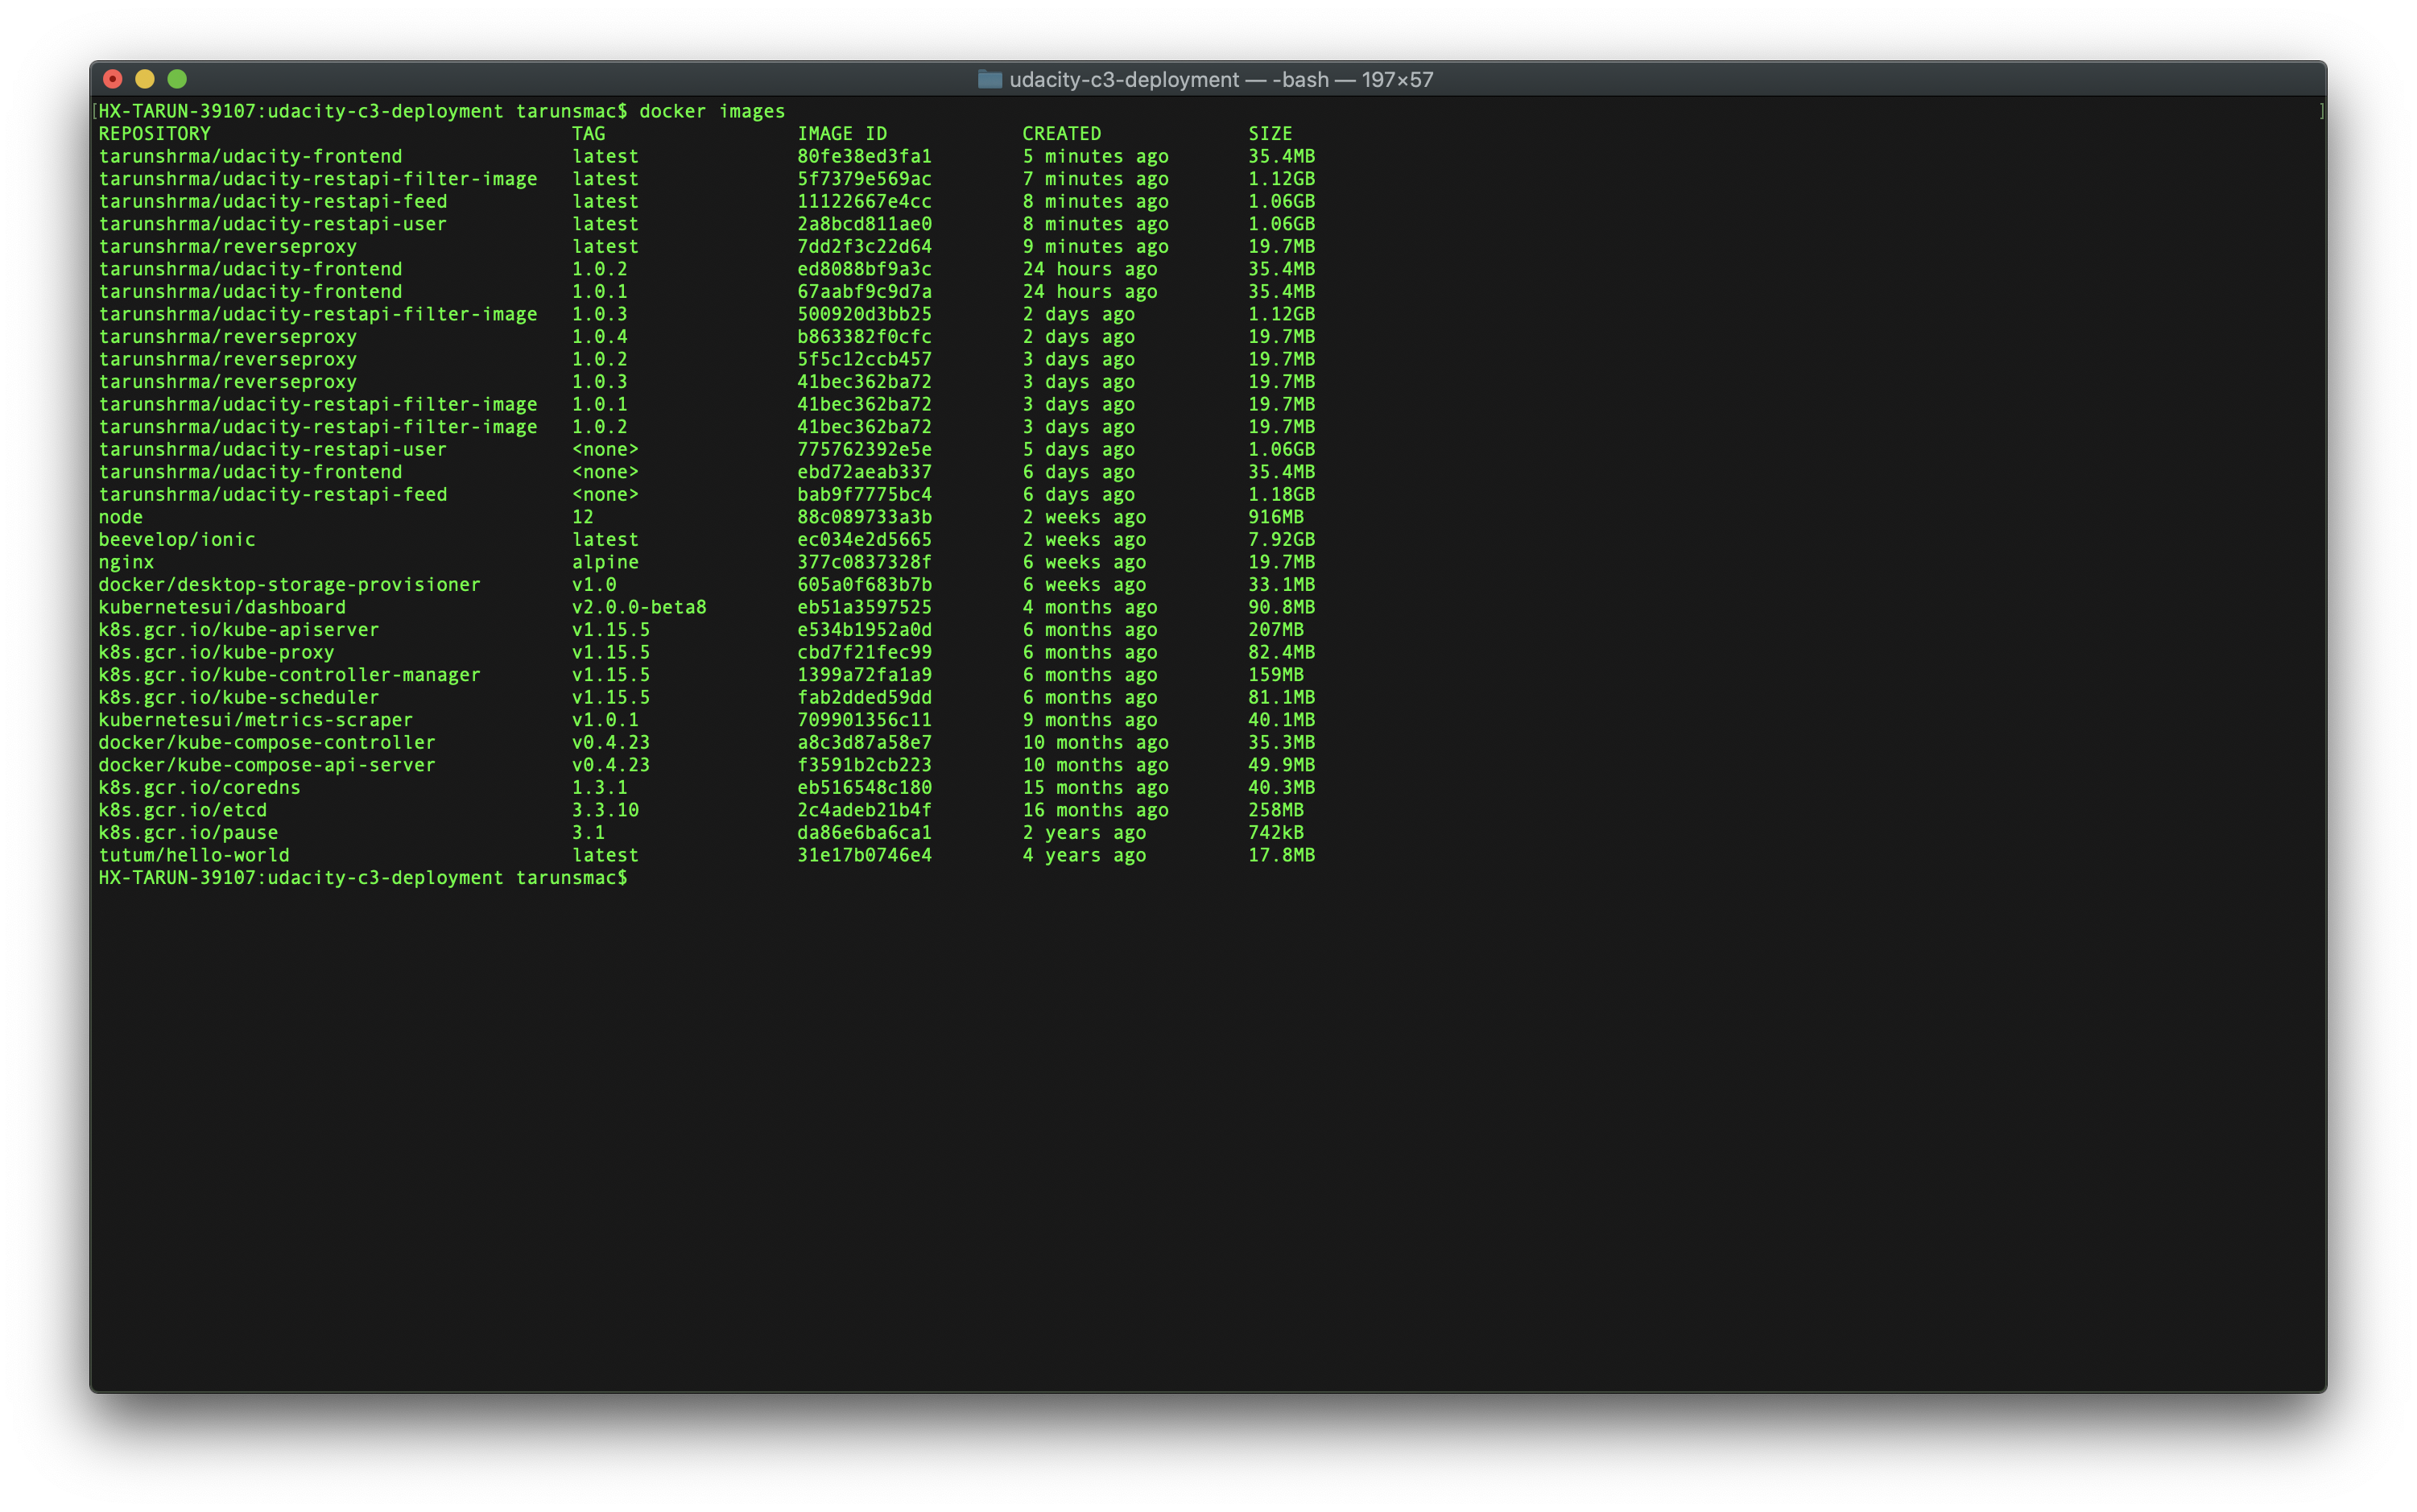 udacity-c3-deployment — -bash — 197×57
[HX-TARUN-39107:udacity-c3-deployment tarunsmac$ docker images ]
REPOSITORY TAG IMAGE ID CREATED SIZE
tarunshrma/udacity-frontend latest 80fe38ed3fa1 5 minutes ago 35.4MB
tarunshrma/udacity-restapi-filter-image latest 5f7379e569ac 7 minutes ago 1.12GB
tarunshrma/udacity-restapi-feed latest 11122667e4cc 8 minutes ago 1.06GB
tarunshrma/udacity-restapi-user latest 2a8bcd811ae0 8 minutes ago 1.06GB
tarunshrma/reverseproxy latest 7dd2f3c22d64 9 minutes ago 19.7MB
tarunshrma/udacity-frontend 1.0.2 ed8088bf9a3c 24 hours ago 35.4MB
tarunshrma/udacity-frontend 1.0.1 67aabf9c9d7a 24 hours ago 35.4MB
tarunshrma/udacity-restapi-filter-image 1.0.3 500920d3bb25 2 days ago 1.12GB
tarunshrma/reverseproxy 1.0.4 b863382f0cfc 2 days ago 19.7MB
tarunshrma/reverseproxy 1.0.2 5f5c12ccb457 3 days ago 19.7MB
tarunshrma/reverseproxy 1.0.3 41bec362ba72 3 days ago 19.7MB
tarunshrma/udacity-restapi-filter-image 1.0.1 41bec362ba72 3 days ago 19.7MB
tarunshrma/udacity-restapi-filter-image 1.0.2 41bec362ba72 3 days ago 19.7MB
tarunshrma/udacity-restapi-user <none> 775762392e5e 5 days ago 1.06GB
tarunshrma/udacity-frontend <none> ebd72aeab337 6 days ago 35.4MB
tarunshrma/udacity-restapi-feed <none> bab9f7775bc4 6 days ago 1.18GB
node 12 88c089733a3b 2 weeks ago 916MB
beevelop/ionic latest ec034e2d5665 2 weeks ago 7.92GB
nginx alpine 377c0837328f 6 weeks ago 19.7MB
docker/desktop-storage-provisioner v1.0 605a0f683b7b 6 weeks ago 33.1MB
kubernetesui/dashboard v2.0.0-beta8 eb51a3597525 4 months ago 90.8MB
k8s.gcr.io/kube-apiserver v1.15.5 e534b1952a0d 6 months ago 207MB
k8s.gcr.io/kube-proxy v1.15.5 cbd7f21fec99 6 months ago 82.4MB
k8s.gcr.io/kube-controller-manager v1.15.5 1399a72fa1a9 6 months ago 159MB
k8s.gcr.io/kube-scheduler v1.15.5 fab2dded59dd 6 months ago 81.1MB
kubernetesui/metrics-scraper v1.0.1 709901356c11 9 months ago 40.1MB
docker/kube-compose-controller v0.4.23 a8c3d87a58e7 10 months ago 35.3MB
docker/kube-compose-api-server v0.4.23 f3591b2cb223 10 months ago 49.9MB
k8s.gcr.io/coredns 1.3.1 eb516548c180 15 months ago 40.3MB
k8s.gcr.io/etcd 3.3.10 2c4adeb21b4f 16 months ago 258MB
k8s.gcr.io/pause 3.1 da86e6ba6ca1 2 years ago 742kB
tutum/hello-world latest 31e17b0746e4 4 years ago 17.8MB
HX-TARUN-39107:udacity-c3-deployment tarunsmac$